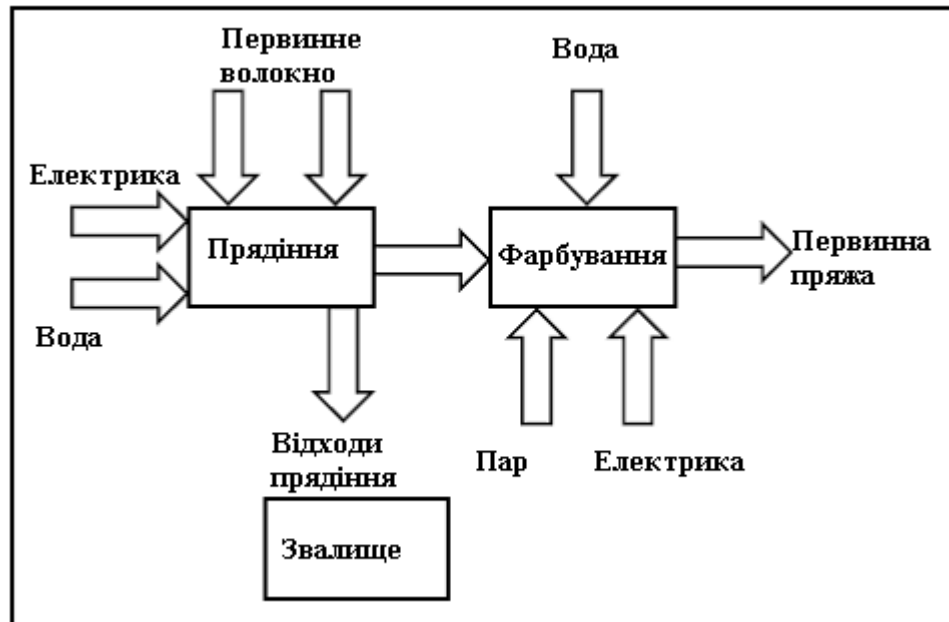 Первинне
волокно
Вода
Електрика
Прядіння
Фарбування
Первинна
пряжа
Вода
Відходи
прядіння
Пар
Електрика
Звалище